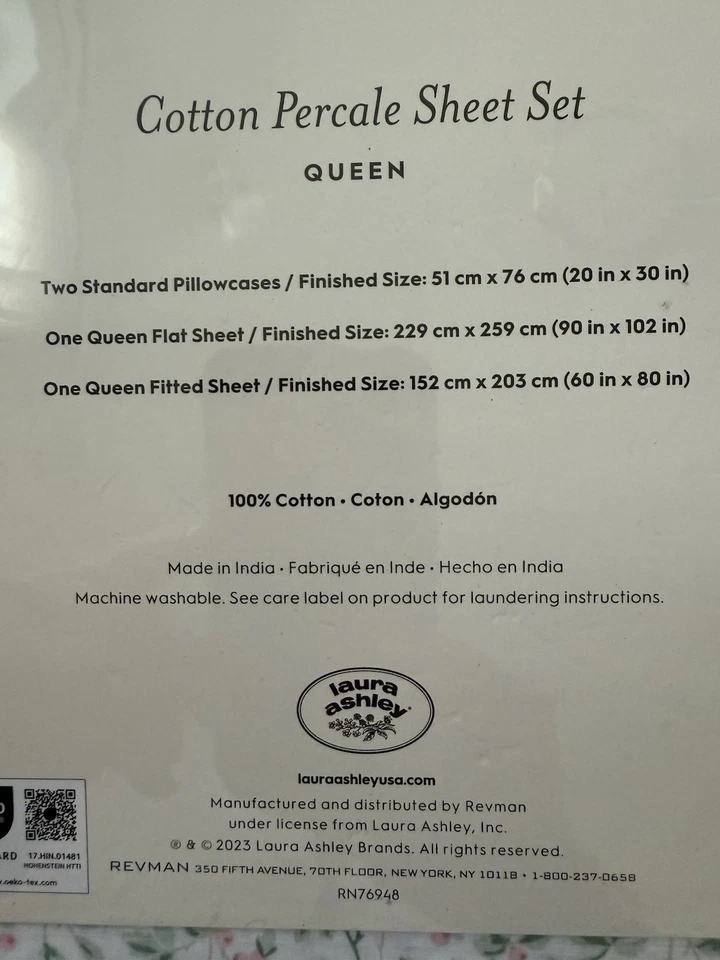 Cotton Percale Sheet Set
QUEEN
Two Standard Pillowcases / Finished Size: 51 cm x 76 cm (20 in x 30 in)
One Queen Flat Sheet / Finished Size: 229 cm x 259 cm (90 in x 102 in)
One Queen Fitted Sheet / Finished Size: 152 cm x 203 cm (60 in x 80 in)
100% Cotton • Coton • Algodón
Made in India • Fabriqué en Inde • Hecho en India
Machine washable. See care label on product for laundering instructions.
laura
ashley®
lauraashleyusa.com
Manufactured and distributed by Revman
under license from Laura Ashley, Inc.
® & © 2023 Laura Ashley Brands. All rights reserved.
REVMAN 350 FIFTH AVENUE, 70TH FLOOR, NEW YORK, NY 10118 • 1-800-237-0658
RN76948
ARD 17.HIN.01481
HOHENSTEIN HTTI
.oeko-tex.com